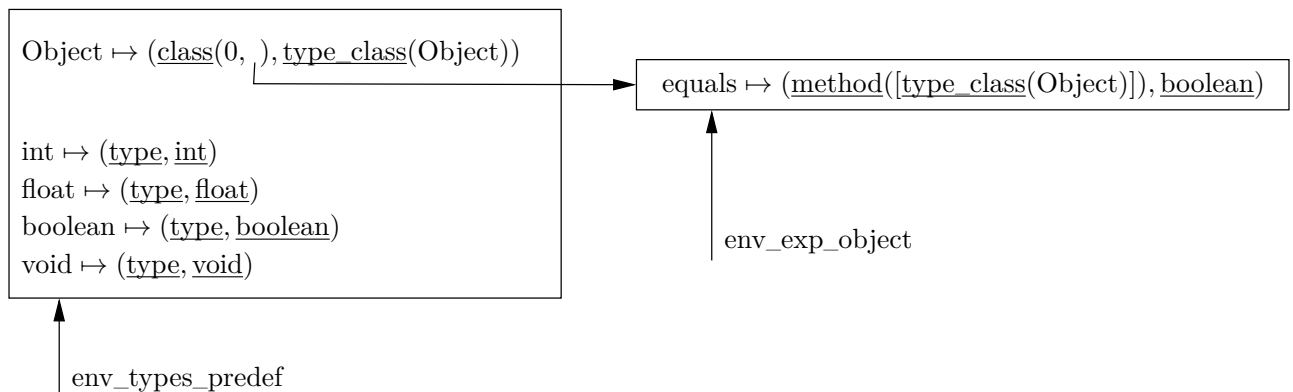 Object ↦ (class(0, ), type_class(Object))
equals ↦ (method([type_class(Object)]), boolean)
int ↦ (type, int)
float ↦ (type, float)
boolean ↦ (type, boolean)
void ↦ (type, void)
env_exp_object
env_types_predef